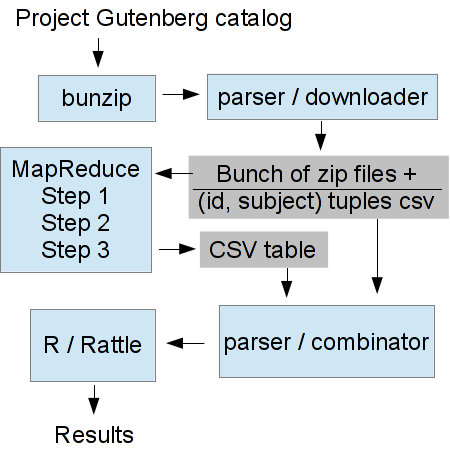 Project Gutenberg catalog
bunzip
parser / downloader
MapReduce
Step 1
Step 2
Step 3
Bunch of zip files +
(id, subject) tuples csv
CSV table
R / Rattle
parser / combinator
Results